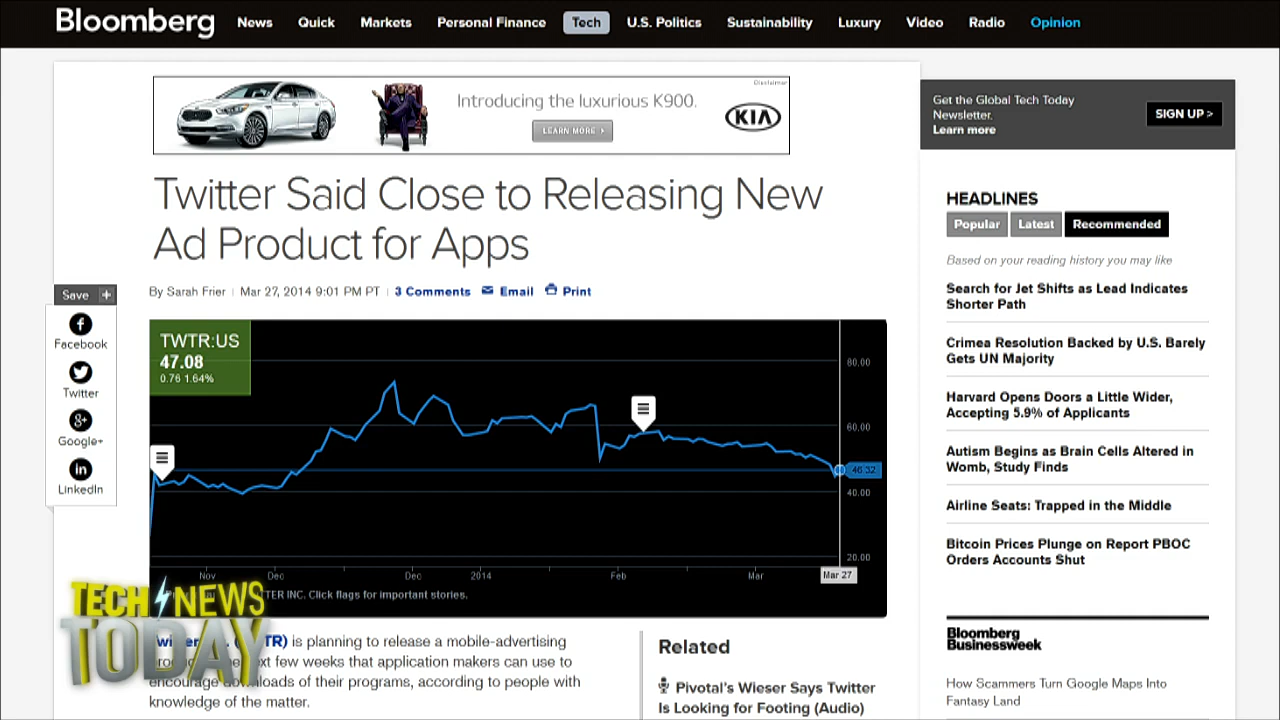 Bloomberg News Quick Markets Personal Finance Tech U.S. Politics Sustainability Luxury Video Radio Opinion
Disclaimer
Introducing the luxurious K900.
LEARN MORE >
KIA
Get the Global Tech Today
Newsletter.
Learn more
SIGN UP >
Twitter Said Close to Releasing New
Ad Product for Apps
By Sarah Frier | Mar 27, 2014 9:01 PM PT | 3 Comments Email Print
Save +
Facebook
Twitter
Google+
LinkedIn
TWTR:US
47.08
0.76 1.64%
80.00
60.00
46.32
40.00
20.00
Nov Dec Dec 2014 Feb Mar Mar 27
TER INC. Click flags for important stories.
TECH NEWS
TODAY
TR) is planning to release a mobile-advertising
few weeks that application makers can use to
encourage of their programs, according to people with
knowledge of the matter.
Related
Pivotal's Wieser Says Twitter
Is Looking for Footing (Audio)
HEADLINES
Popular Latest Recommended
Based on your reading history you may like
Search for Jet Shifts as Lead Indicates
Shorter Path
Crimea Resolution Backed by U.S. Barely
Gets UN Majority
Harvard Opens Doors a Little Wider,
Accepting 5.9% of Applicants
Autism Begins as Brain Cells Altered in
Womb, Study Finds
Airline Seats: Trapped in the Middle
Bitcoin Prices Plunge on Report PBOC
Orders Accounts Shut
Bloomberg
Businessweek
How Scammers Turn Google Maps Into
Fantasy Land